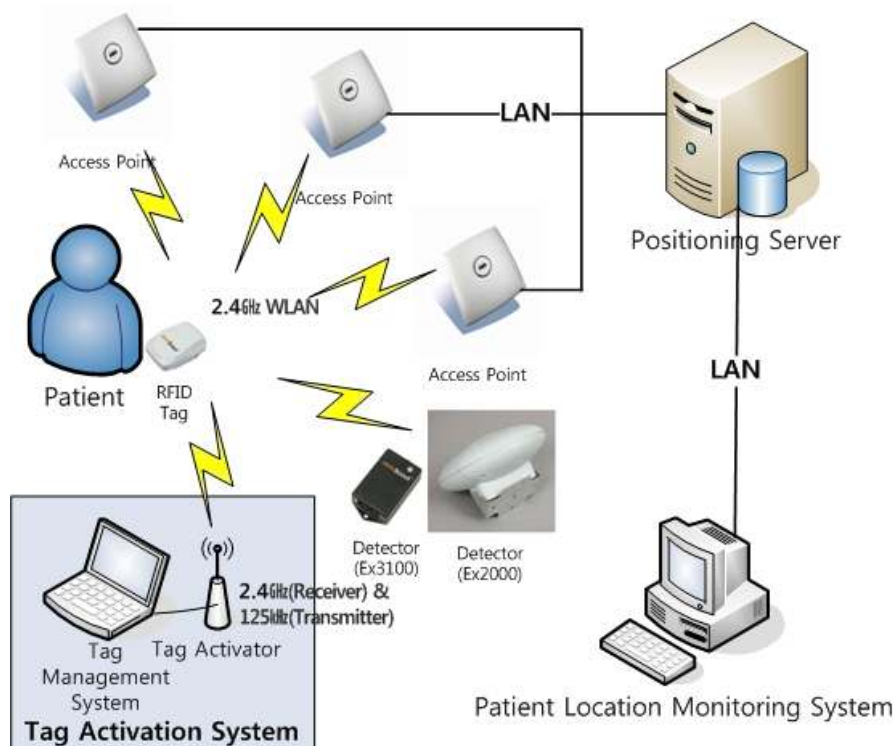 LAN
Access Point
Access Point
Positioning Server
2.4GHz WLAN
Access Point
LAN
Patient
RFID
Tag
Detector
(Ex3100)
Detector
(Ex2000)
2.4GHz(Receiver) &
125kHz(Transmitter)
Tag
Management
System
Tag Activator
Tag Activation System
Patient Location Monitoring System